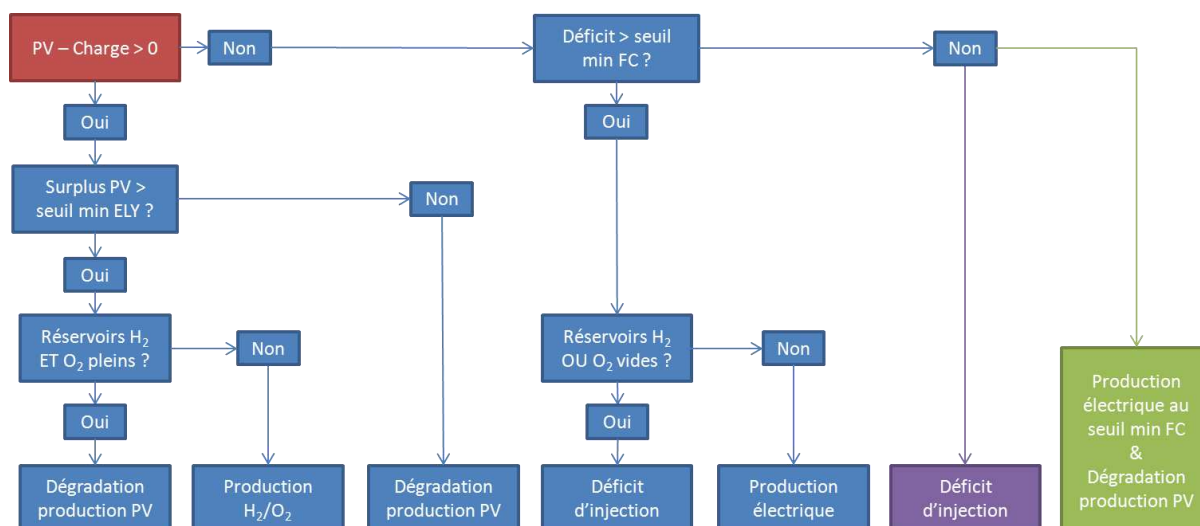 PV – Charge > 0
Non
Déficit > seuil
min FC ?
Non
Oui
Oui
Surplus PV >
seuil min ELY ?
Non
Oui
Réservoirs H₂
ET O₂ pleins ?
Non
Réservoirs H₂
OU O₂ vides ?
Non
Production
électrique au
seuil min FC
&
Dégradation
production PV
Oui
Oui
Dégradation
production PV
Production
H₂/O₂
Dégradation
production PV
Déficit
d’injection
Production
électrique
Déficit
d’injection